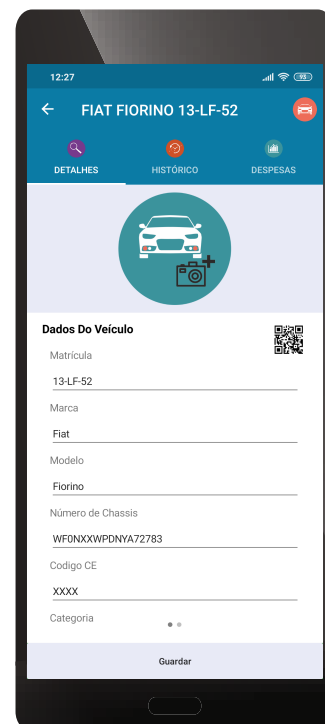 12:27
93
FIAT FIORINO 13-LF-52
DETALHES
HISTÓRICO
DESPESAS
Dados Do Veículo
Matrícula
13-LF-52
Marca
Fiat
Modelo
Fiorino
Número de Chassis
WF0NXXWPDNYA72783
Codigo CE
XXXX
Categoria
Guardar